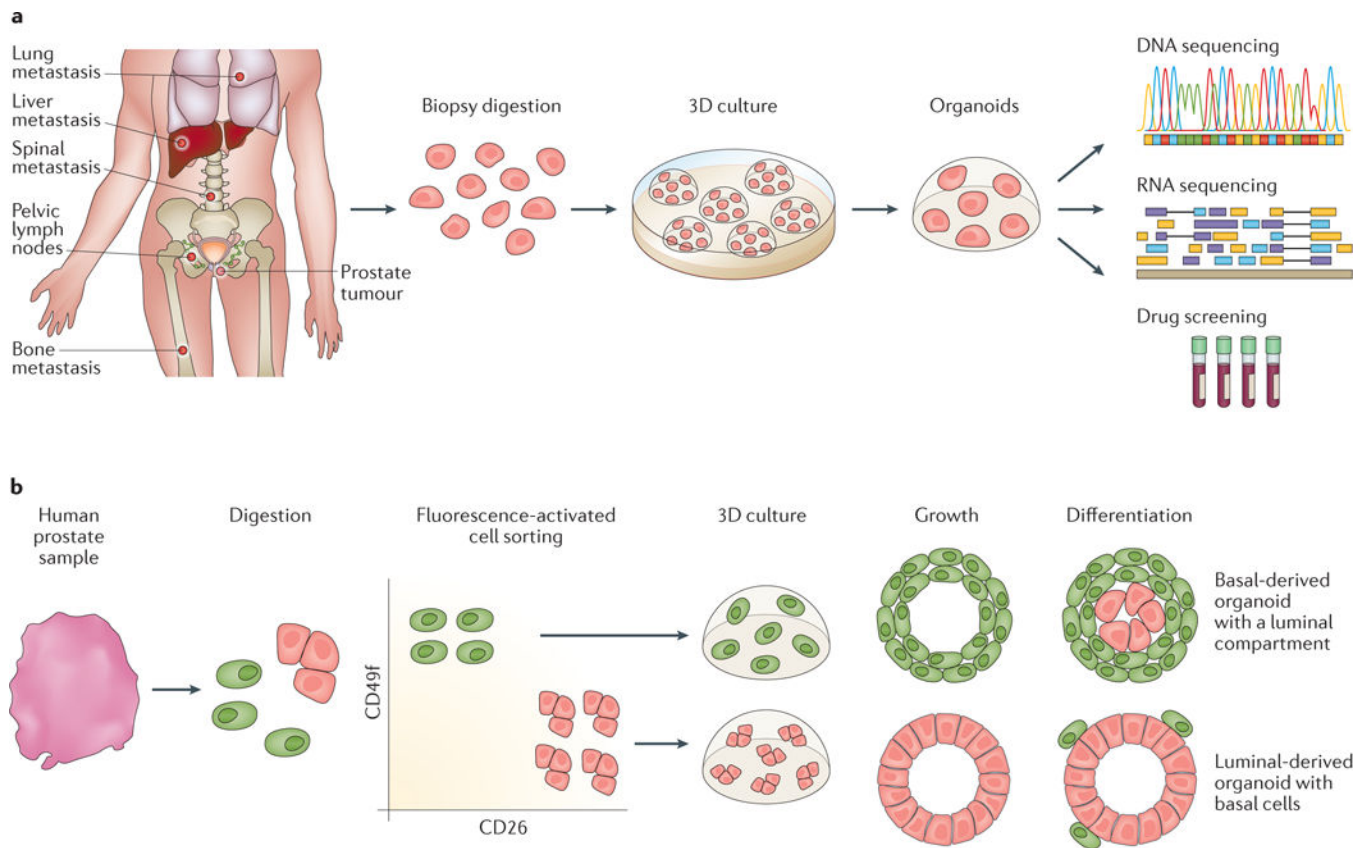 a
Lung
metastasis
Liver
metastasis
Spinal
metastasis
Pelvic
lymph
nodes
Bone
metastasis
Prostate
tumour
Biopsy digestion
3D culture
Organoids
DNA sequencing
RNA sequencing
Drug screening
b
Human
prostate
sample
Digestion
Fluorescence-activated
cell sorting
CD49f
CD26
3D culture
Growth
Differentiation
Basal-derived
organoid
with a luminal
compartment
Luminal-derived
organoid with
basal cells